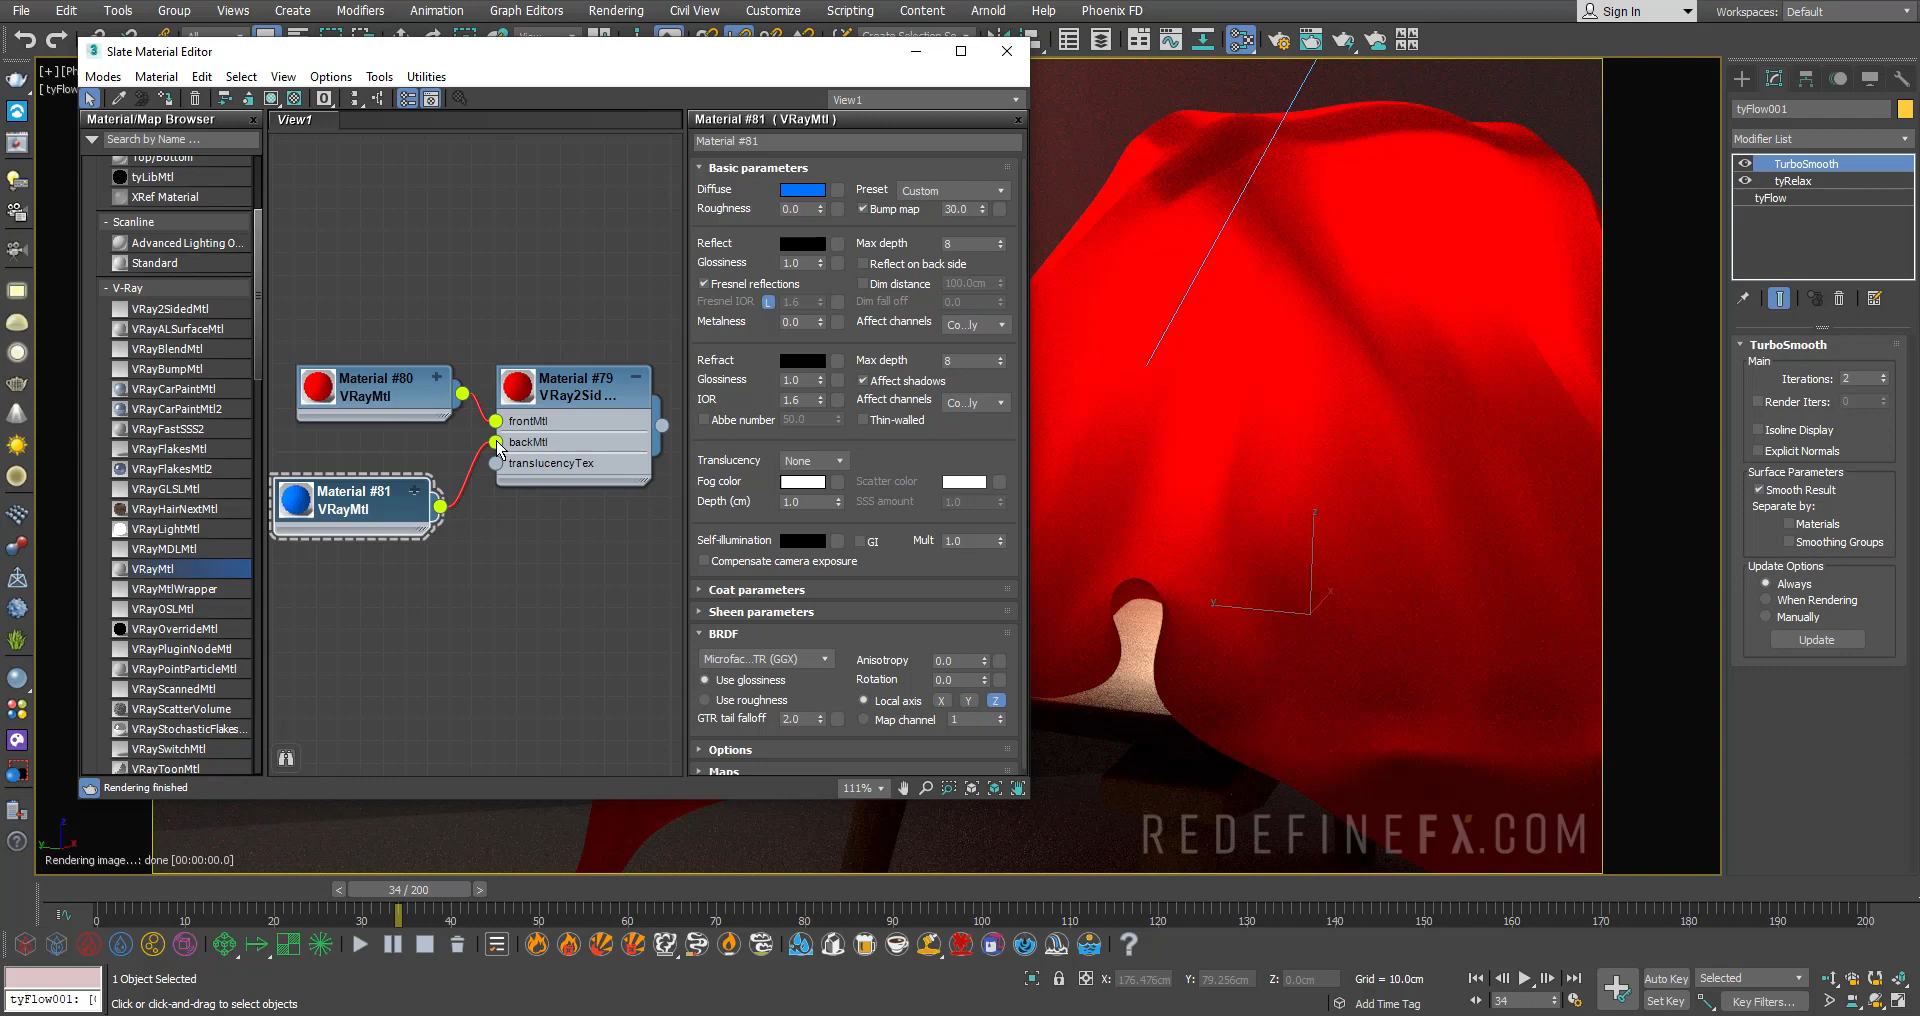 File Edit Tools Group Views Create Modifiers Animation Graph Editors Rendering Civil View Customize Scripting Content Arnold Help Phoenix FD
Sign In
Workspaces: Default
3 Slate Material Editor
Modes Material Edit Select View Options Tools Utilities
View1
Material/Map Browser
Search by Name ...
Top/Bottom
tyLibMtl
XRef Material
- Scanline
Advanced Lighting O...
Standard
- V-Ray
VRay2SidedMtl
VRayALSurfaceMtl
VRayBlendMtl
VRayBumpMtl
VRayCarPaintMtl
VRayCarPaintMtl2
VRayFastSSS2
VRayFlakesMtl
VRayFlakesMtl2
VRayGLSLMtl
VRayHairNextMtl
VRayLightMtl
VRayMDLMtl
VRayMtl
VRayMtlWrapper
VRayOSLMtl
VRayOverrideMtl
VRayPluginNodeMtl
VRayPointParticleMtl
VRayScannedMtl
VRayScatterVolume
VRayStochasticFlakes...
VRaySwitchMtl
VRayToonMtl
Rendering finished
View1
Material #80
VRayMtl
Material #79
VRay2Sid ...
frontMtl
backMtl
translucencyTex
Material #81
VRayMtl
111%
Material #81 ( VRayMtl )
Material #81
Basic parameters
Diffuse Preset Custom
Roughness 0.0 Bump map 30.0
Reflect Max depth 8
Glossiness 1.0 Reflect on back side
Fresnel reflections Dim distance 100.0cm
Fresnel IOR L 1.6 Dim fall off 0.0
Metalness 0.0 Affect channels Co...ly
Refract Max depth 8
Glossiness 1.0 Affect shadows
IOR 1.6 Affect channels Co...ly
Abbe number 50.0 Thin-walled
Translucency None
Fog color Scatter color
Depth (cm) 1.0 SSS amount 1.0
Self-illumination GI Mult 1.0
Compensate camera exposure
Coat parameters
Sheen parameters
BRDF
Microfac...TR (GGX) Anisotropy 0.0
Use glossiness Rotation 0.0
Use roughness Local axis X Y Z
GTR tail falloff 2.0 Map channel 1
Options
Maps
z
y
x
REDEFINEFX.COM
Rendering image...: done [00:00:00.0]
tyFlow001
Modifier List
TurboSmooth
tyRelax
tyFlow
TurboSmooth
Main
Iterations: 2
Render Iters: 0
Isoline Display
Explicit Normals
Surface Parameters
Smooth Result
Separate by:
Materials
Smoothing Groups
Update Options
Always
When Rendering
Manually
Update
< 34 / 200 >
0 10 20 30 40 50 60 70 80 90 100 110 120 130 140 150 160 170 180 190 200
1 Object Selected
tyFlow001: [
Click or click-and-drag to select objects
X: 176.476cm Y: 79.256cm Z: 0.0cm Grid = 10.0cm
Add Time Tag
34
Auto Key Selected
Set Key Key Filters...